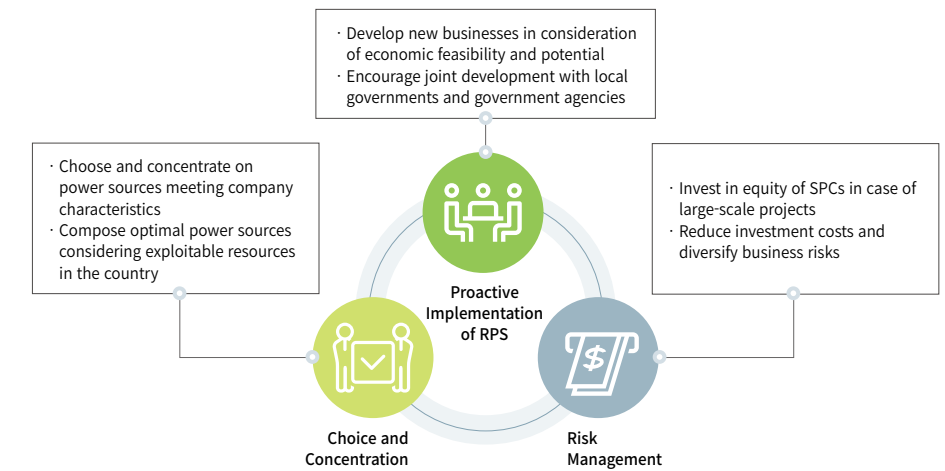 · Develop new businesses in consideration
of economic feasibility and potential
· Encourage joint development with local
governments and government agencies
· Choose and concentrate on
power sources meeting company
characteristics
· Compose optimal power sources
considering exploitable resources
in the country
· Invest in equity of SPCs in case of
large-scale projects
· Reduce investment costs and
diversify business risks
Proactive
Implementation
of RPS
$
Choice and
Concentration
Risk
Management